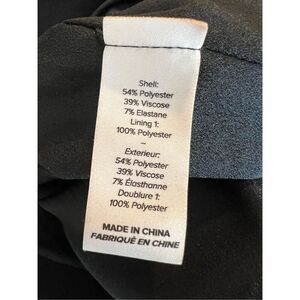 Shell:
54% Polyester
39% Viscose
7% Elastane
Lining 1:
100% Polyester
–
Exterieur:
54% Polyester
39% Viscose
7% Élasthanne
Doublure 1:
100% Polyester
MADE IN CHINA
FABRIQUÉ EN CHINE